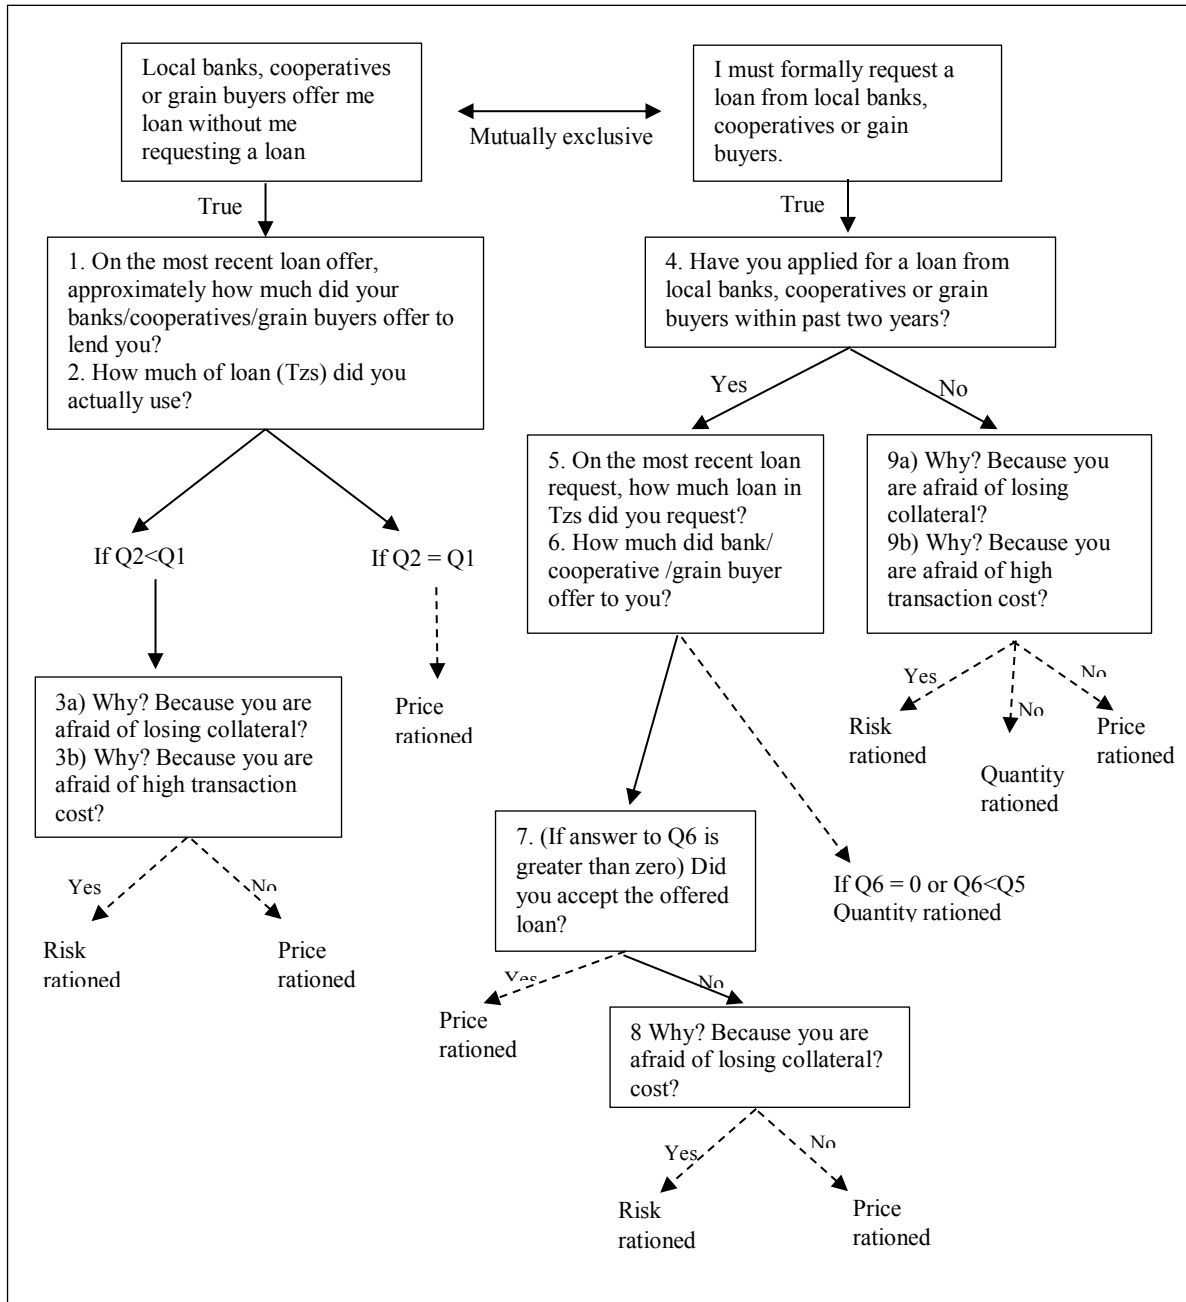 Local banks, cooperatives
or grain buyers offer me
loan without me
requesting a loan
Mutually exclusive
I must formally request a
loan from local banks,
cooperatives or gain
buyers.
True
True
1. On the most recent loan offer,
approximately how much did your
banks/cooperatives/grain buyers offer to
lend you?
2. How much of loan (Tzs) did you
actually use?
4. Have you applied for a loan from
local banks, cooperatives or grain
buyers within past two years?
Yes
No
If Q2<Q1
If Q2 = Q1
5. On the most recent loan
request, how much loan in
Tzs did you request?
6. How much did bank/
cooperative /grain buyer
offer to you?
9a) Why? Because you
are afraid of losing
collateral?
9b) Why? Because you
are afraid of high
transaction cost?
3a) Why? Because you are
afraid of losing collateral?
3b) Why? Because you are
afraid of high transaction
cost?
Price
rationed
Yes
No
No
Risk
rationed
Quantity
rationed
Price
rationed
Yes
No
Risk
rationed
Price
rationed
7. (If answer to Q6 is
greater than zero) Did
you accept the offered
loan?
If Q6 = 0 or Q6<Q5
Quantity rationed
Yes
No
Price
rationed
8 Why? Because you are
afraid of losing collateral?
cost?
Yes
No
Risk
rationed
Price
rationed